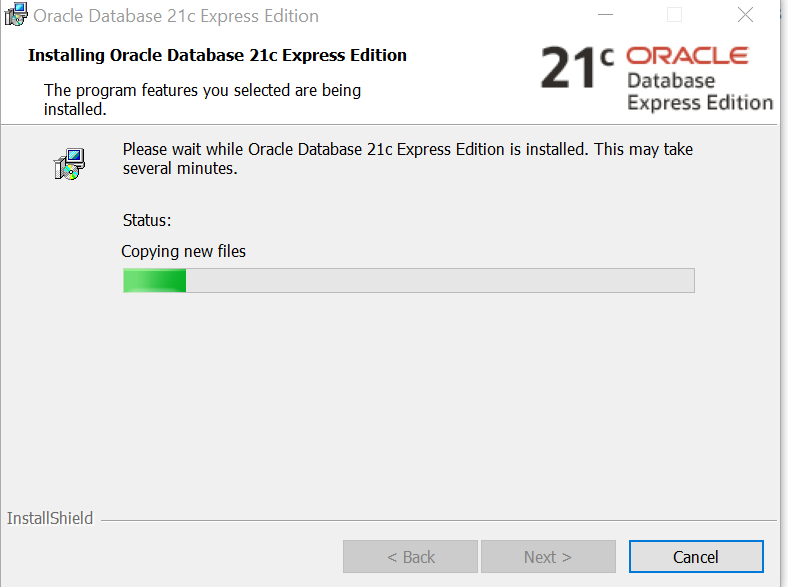 Oracle Database 21c Express Edition
Installing Oracle Database 21c Express Edition
The program features you selected are being
installed.
21c ORACLE
Database
Express Edition
Please wait while Oracle Database 21c Express Edition is installed. This may take
several minutes.
Status:
Copying new files
InstallShield
< Back
Next >
Cancel